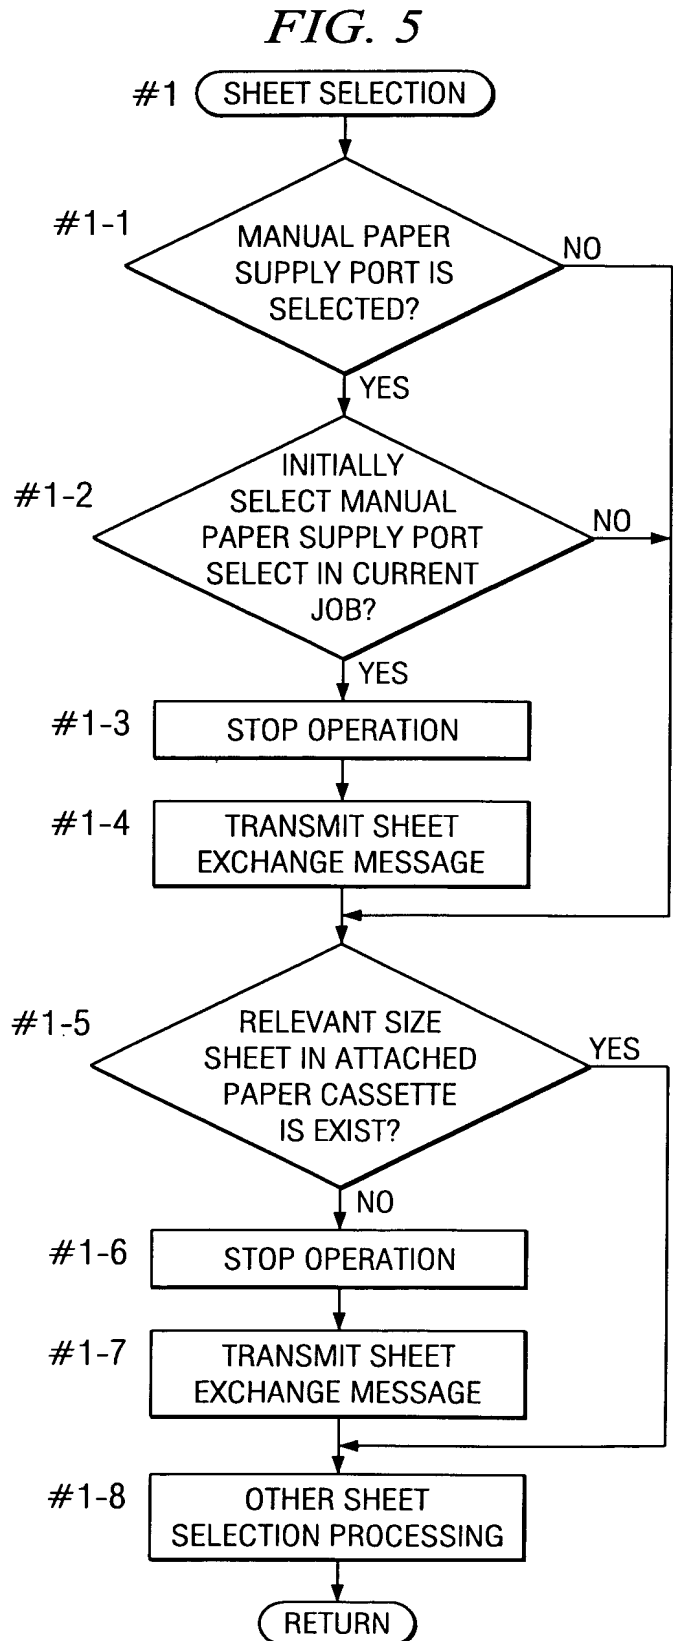 FIG. 5
#1 SHEET SELECTION
#1-1
MANUAL PAPER
SUPPLY PORT IS
SELECTED?
NO
YES
#1-2
INITIALLY
SELECT MANUAL
PAPER SUPPLY PORT
SELECT IN CURRENT
JOB?
NO
YES
#1-3
STOP OPERATION
#1-4
TRANSMIT SHEET
EXCHANGE MESSAGE
#1-5
RELEVANT SIZE
SHEET IN ATTACHED
PAPER CASSETTE
IS EXIST?
YES
NO
#1-6
STOP OPERATION
#1-7
TRANSMIT SHEET
EXCHANGE MESSAGE
#1-8
OTHER SHEET
SELECTION PROCESSING
RETURN